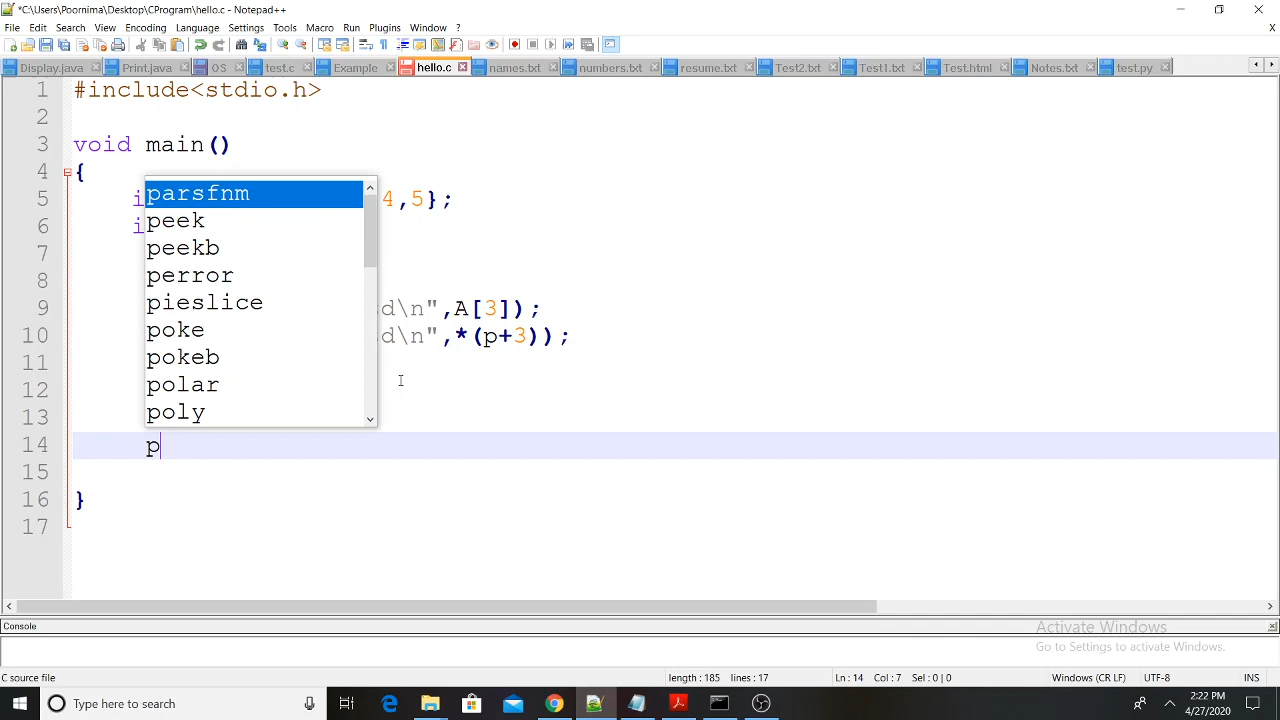 *C:\Users\Poornima\Desktop\CProgram\hello.c - Notepad++
File Edit Search View Encoding Language Settings Tools Macro Run Plugins Window ?
X
Display.java Print.java OS test.c Example hello.c names.txt numbers.txt resume.txt Test2.txt Test1.txt Test.html Notes.txt test.py
1 #include<stdio.h>
2
3 void main()
4 {
5 i 4,5};
6 i
7
8
9 d\n",A[3]);
10 d\n",*(p+3));
11
12
13
14 p
15
16 }
17
parsfnm
peek
peekb
perror
pieslice
poke
pokeb
polar
poly
Console
Activate Windows
Go to Settings to activate Windows.
C source file length : 185 lines : 17 Ln : 14 Col : 7 Sel : 0 | 0 Windows (CR LF) UTF-8 INS
Type here to search
2:22 PM
4/27/2020